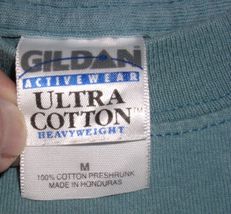 GILDAN
ACTIVEWEAR
ULTRA
COTTON
HEAVYWEIGHT
M
100% COTTON PRESHRUNK
MADE IN HONDURAS